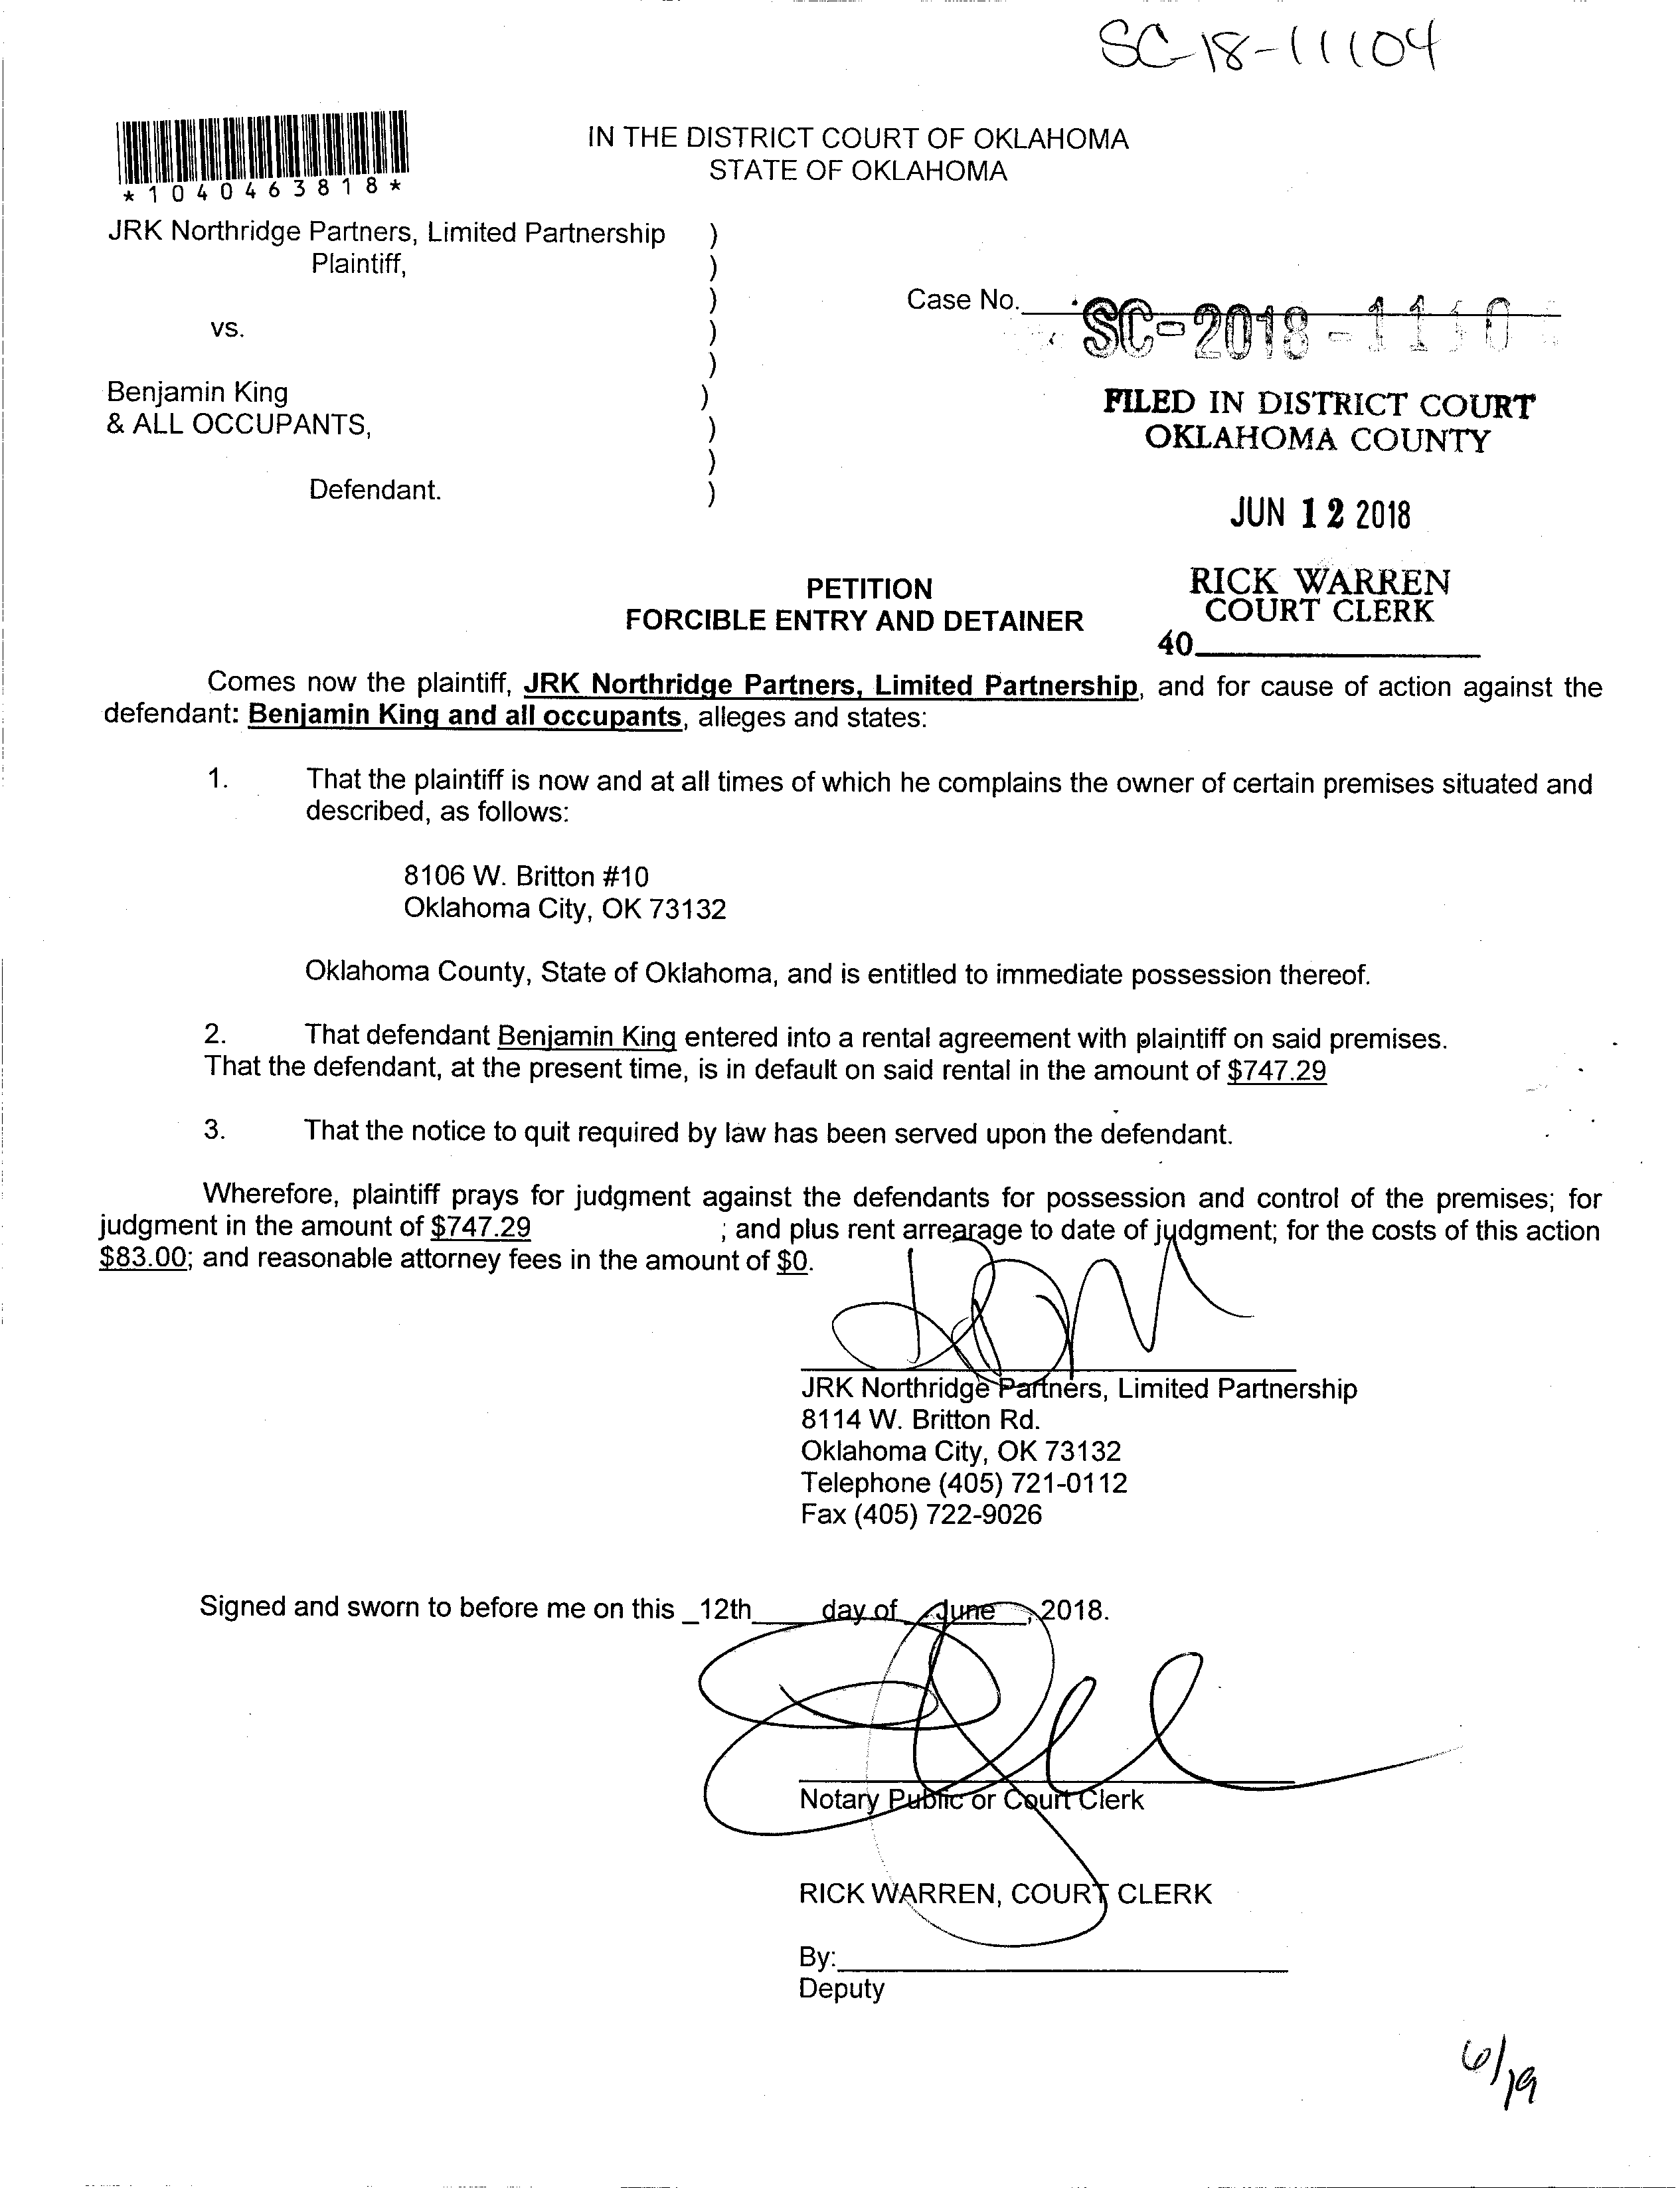 SC-18-11104
*1040463818*
IN THE DISTRICT COURT OF OKLAHOMA
STATE OF OKLAHOMA
JRK Northridge Partners, Limited Partnership )
Plaintiff, )
)
vs. )
)
Benjamin King )
& ALL OCCUPANTS, )
)
Defendant. )
Case No. SC-2018-1110
FILED IN DISTRICT COURT
OKLAHOMA COUNTY
JUN 12 2018
RICK WARREN
COURT CLERK
40
PETITION
FORCIBLE ENTRY AND DETAINER
Comes now the plaintiff, JRK Northridge Partners, Limited Partnership, and for cause of action against the
defendant: Benjamin King and all occupants, alleges and states:
1. That the plaintiff is now and at all times of which he complains the owner of certain premises situated and
described, as follows:
8106 W. Britton #10
Oklahoma City, OK 73132
Oklahoma County, State of Oklahoma, and is entitled to immediate possession thereof.
2. That defendant Benjamin King entered into a rental agreement with plaintiff on said premises.
That the defendant, at the present time, is in default on said rental in the amount of $747.29
3. That the notice to quit required by law has been served upon the defendant.
Wherefore, plaintiff prays for judgment against the defendants for possession and control of the premises; for
judgment in the amount of $747.29 ; and plus rent arrearage to date of judgment; for the costs of this action
$83.00; and reasonable attorney fees in the amount of $0.
JRK Northridge Partners, Limited Partnership
8114 W. Britton Rd.
Oklahoma City, OK 73132
Telephone (405) 721-0112
Fax (405) 722-9026
Signed and sworn to before me on this _12th____ day of June, 2018.
Notary Public or Court Clerk
RICK WARREN, COURT CLERK
By:
Deputy
6/19